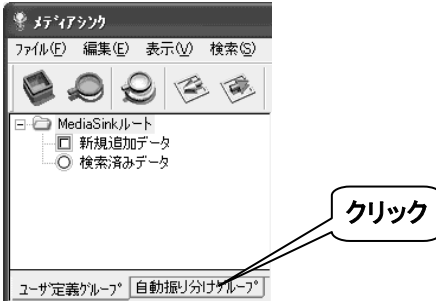 メディアシンク
ファイル(F) 編集(E) 表示(V) 検索(S)
MediaSinkルート
新規追加データ
検索済みデータ
クリック
ユーザ定義グループ 自動振り分けグループ